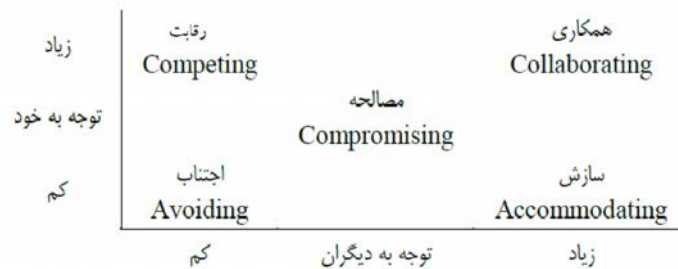 زیاد
رقابت
همکاری
Competing
Collaborating
توجه به خود
مصالحه
Compromising
کم
اجتناب
سازش
Avoiding
Accommodating
کم
توجه به دیگران
زیاد